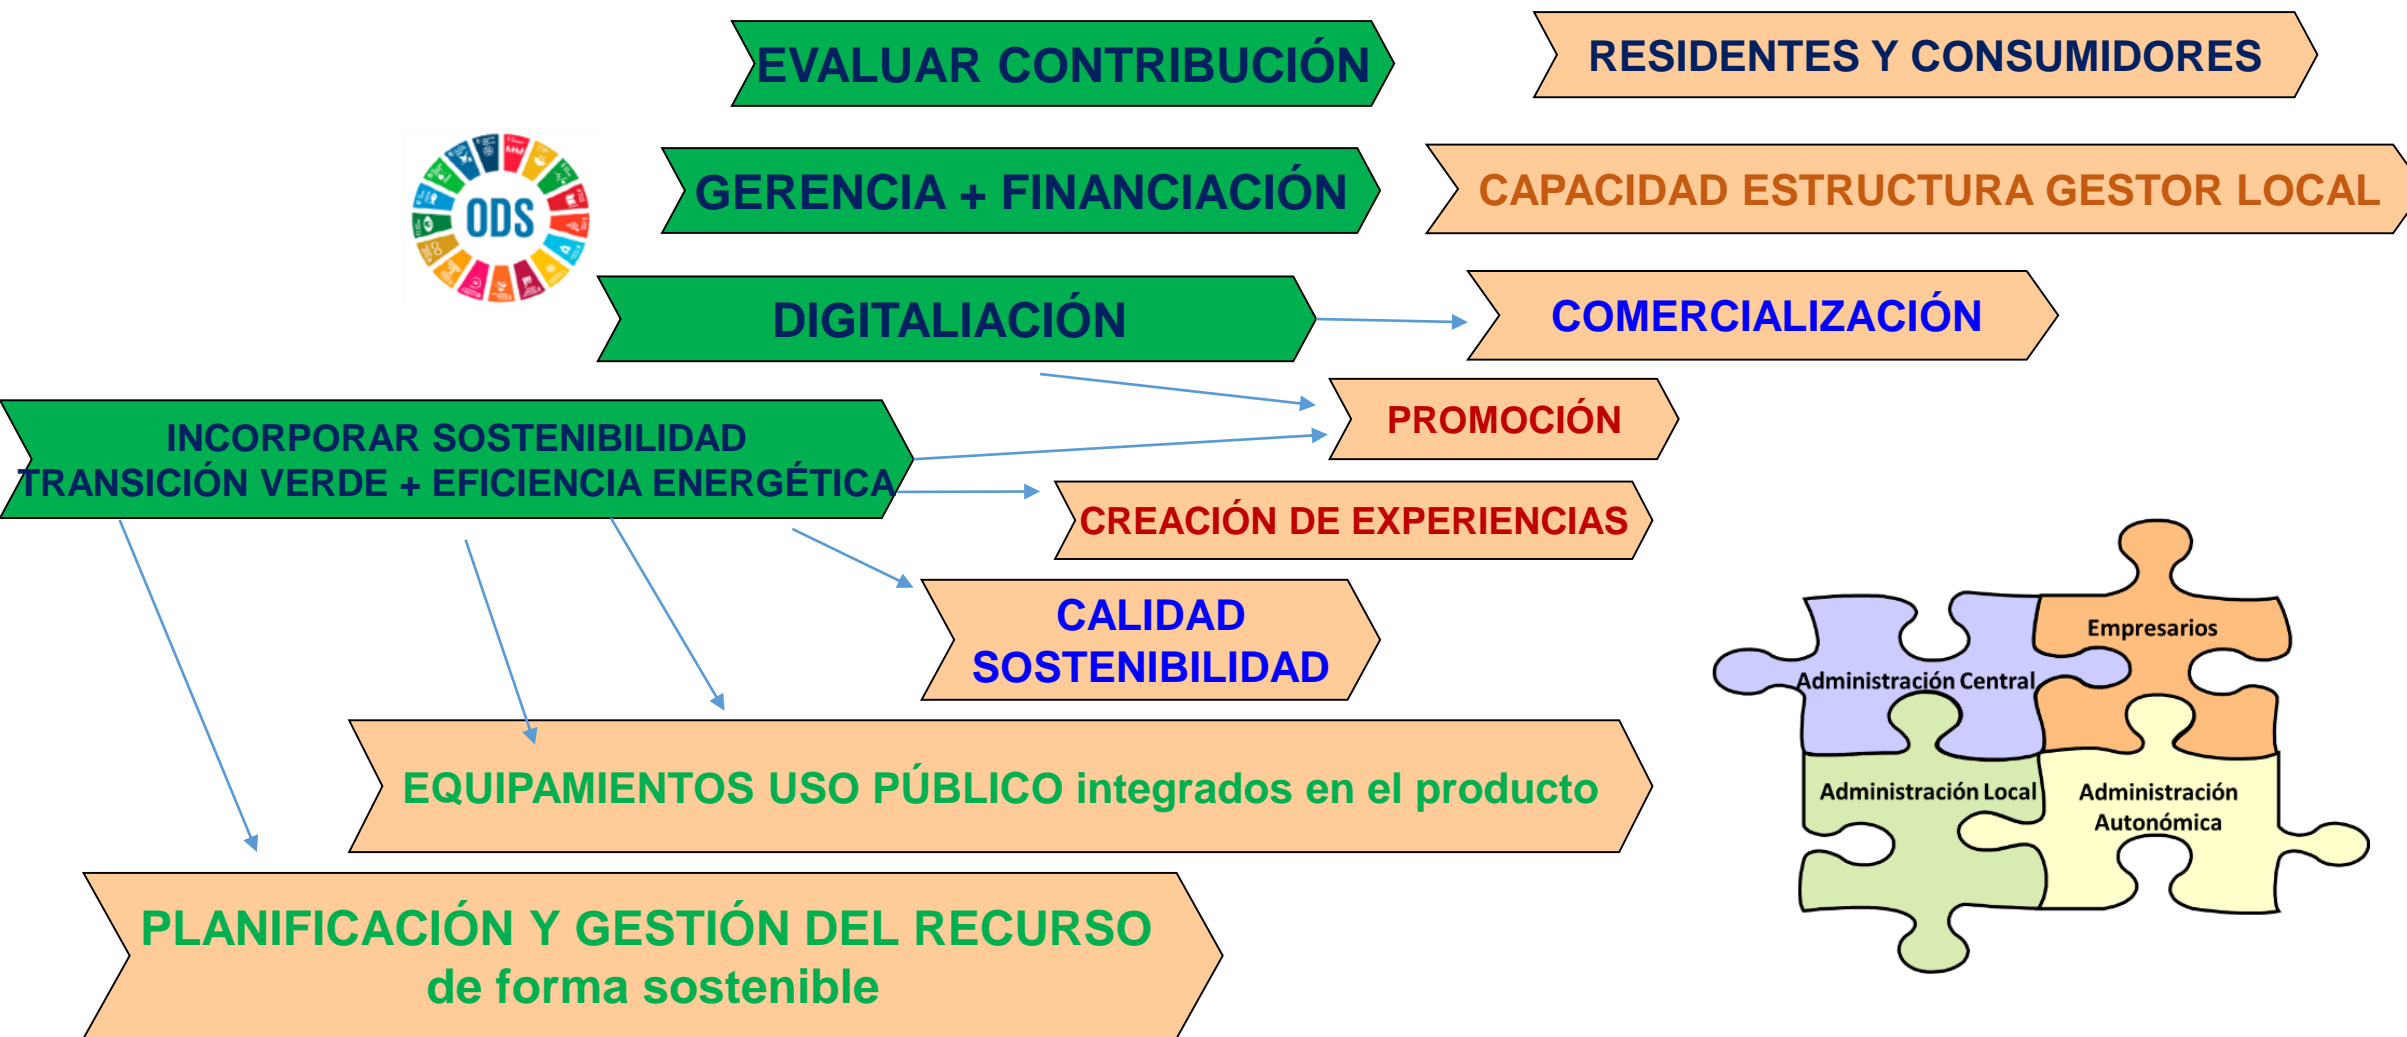 EVALUAR CONTRIBUCIÓN
RESIDENTES Y CONSUMIDORES
GERENCIA + FINANCIACIÓN
CAPACIDAD ESTRUCTURA GESTOR LOCAL
ODS
DIGITALIACIÓN
COMERCIALIZACIÓN
PROMOCIÓN
INCORPORAR SOSTENIBILIDAD
TRANSICIÓN VERDE + EFICIENCIA ENERGÉTICA
CREACIÓN DE EXPERIENCIAS
CALIDAD
SOSTENIBILIDAD
Empresarios
Administración Central
EQUIPAMIENTOS USO PÚBLICO integrados en el producto
Administración Local
Administración
Autonómica
PLANIFICACIÓN Y GESTIÓN DEL RECURSO
de forma sostenible